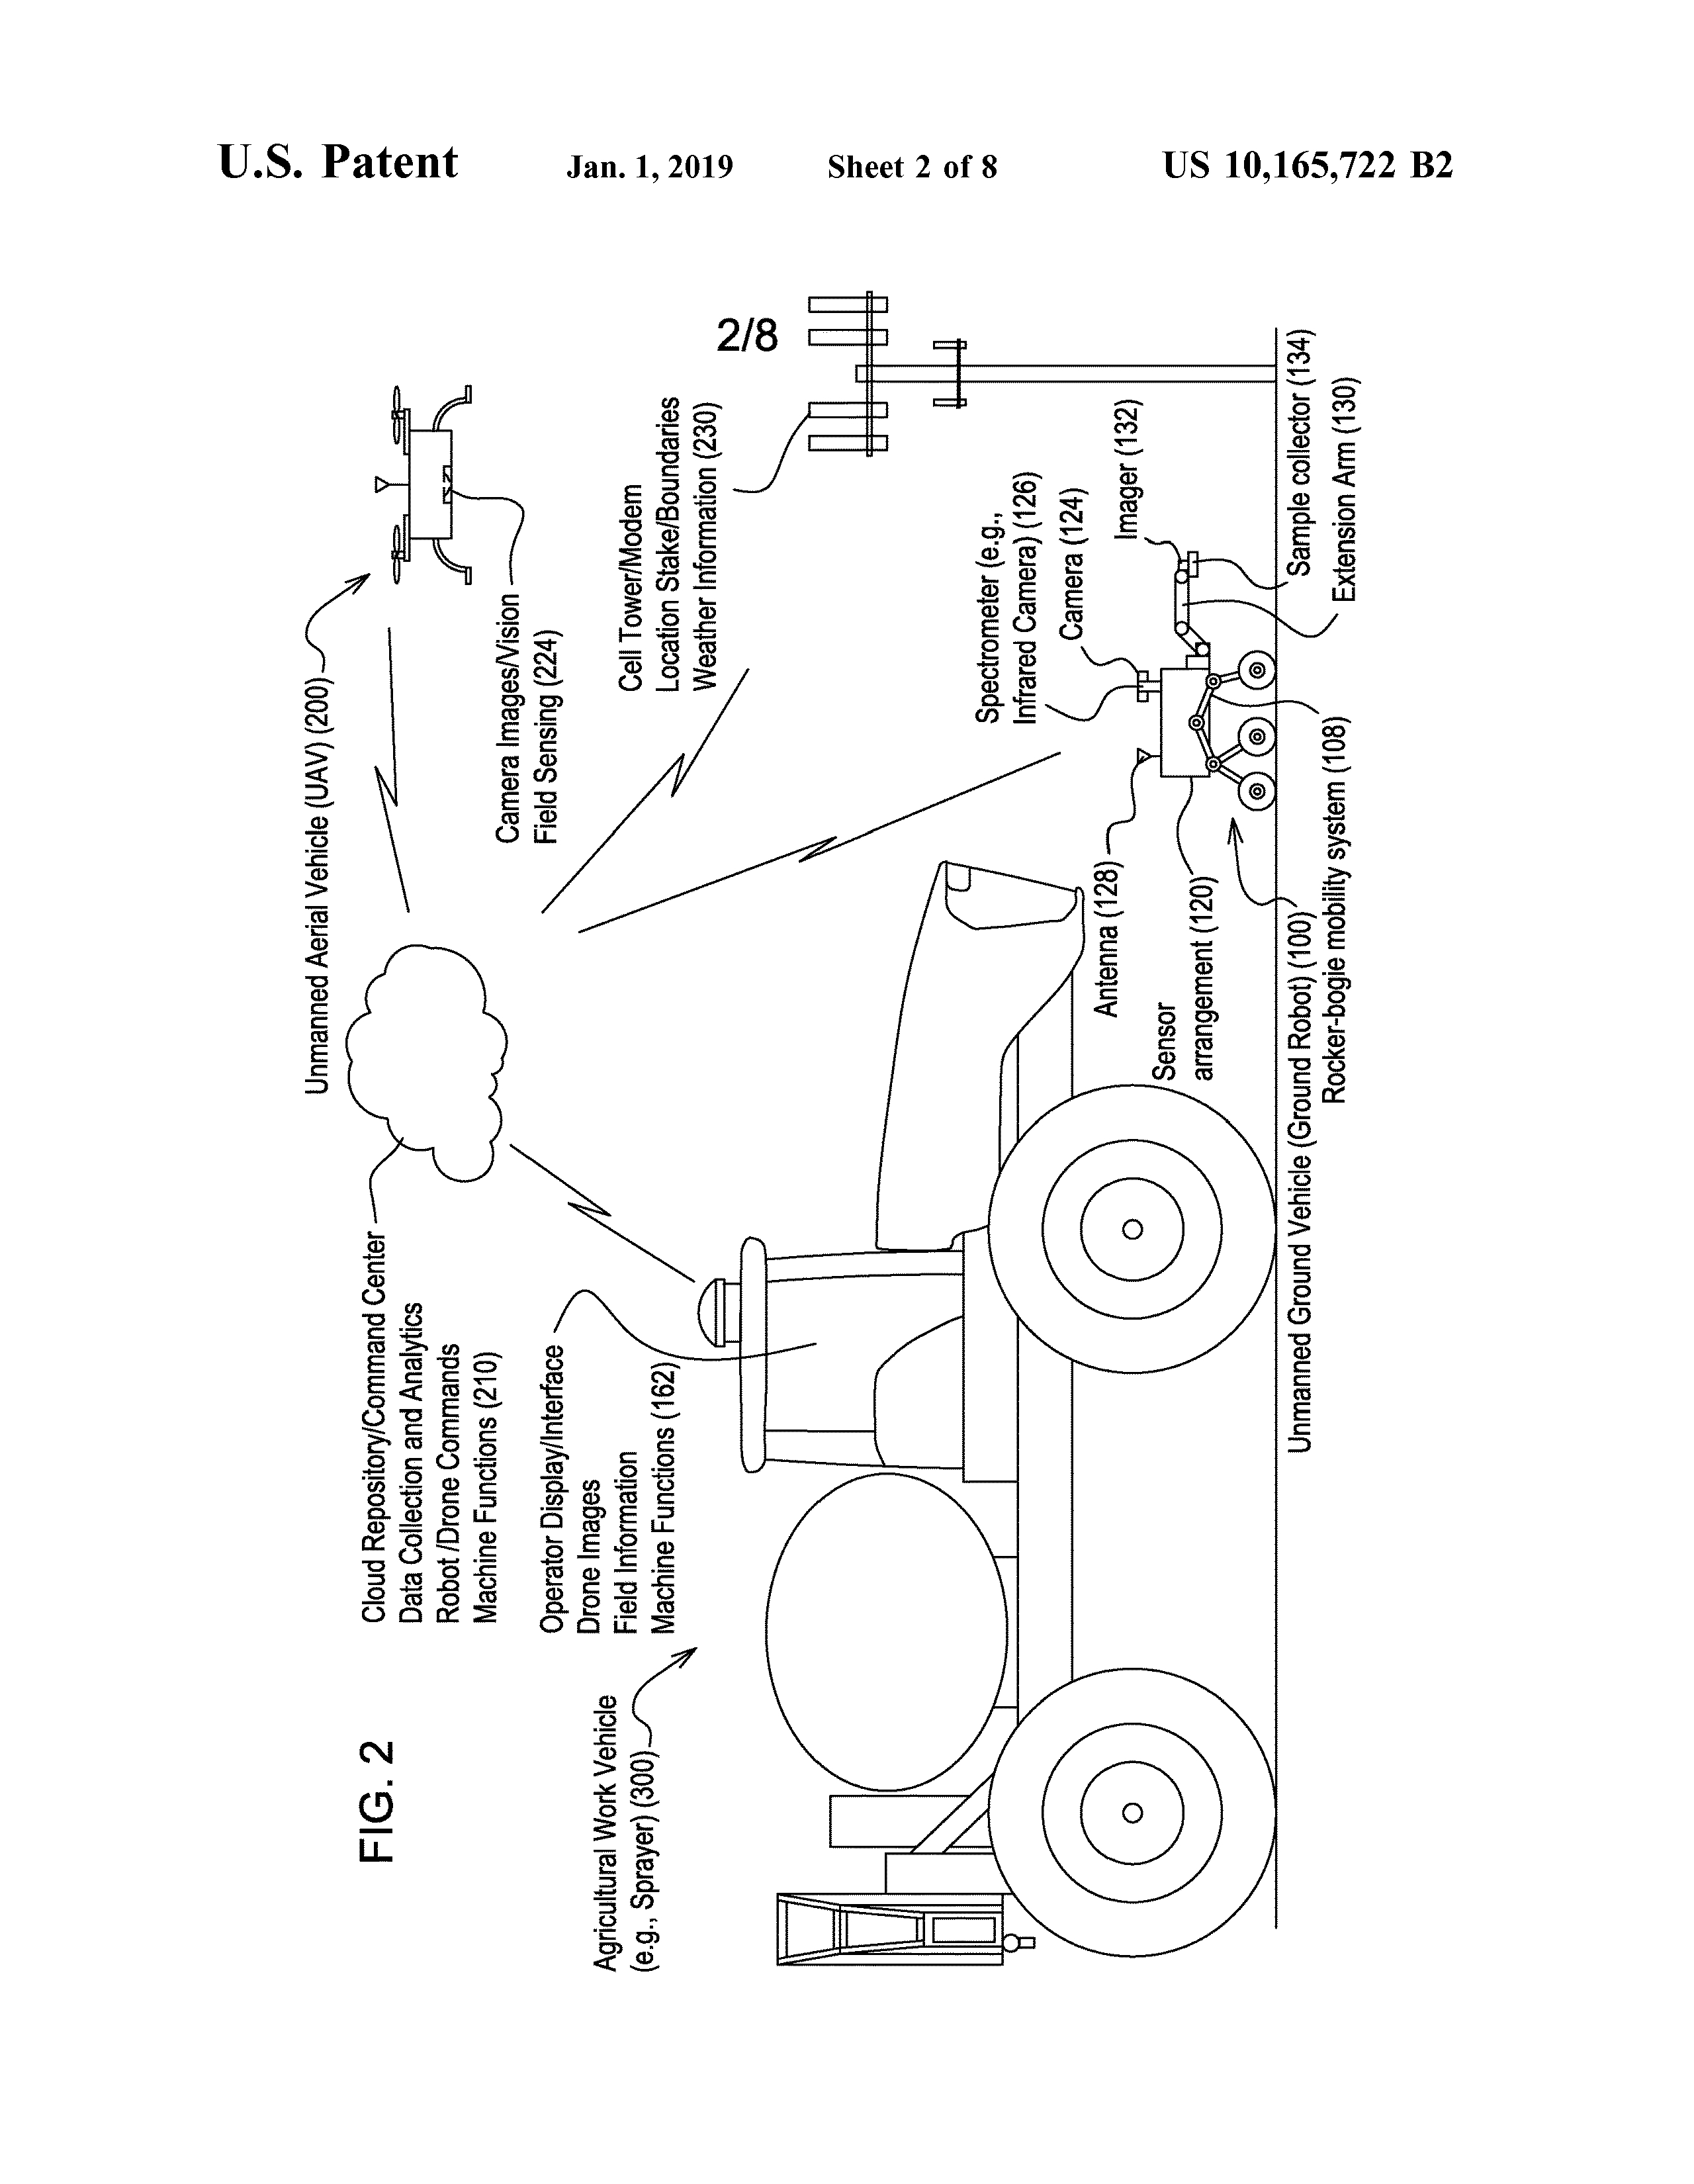 U.S. Patent Jan. 1, 2019 Sheet 2 of 8 US 10,165,722 B2
2/8
FIG. 2
Unmanned Aerial Vehicle (UAV) (200)
Cloud Repository/Command Center
Data Collection and Analytics
Robot /Drone Commands
Machine Functions (210)
Camera Images/Vision
Field Sensing (224)
Operator Display/Interface
Drone Images
Field Information
Machine Functions (162)
Cell Tower/Modem
Location Stake/Boundaries
Weather Information (230)
Agricultural Work Vehicle
(e.g., Sprayer) (300)
Spectrometer (e.g.,
Infrared Camera) (126)
Camera (124)
Imager (132)
Antenna (128)
Sensor
arrangement (120)
Sample collector (134)
Extension Arm (130)
Unmanned Ground Vehicle (Ground Robot) (100)
Rocker-bogie mobility system (108)